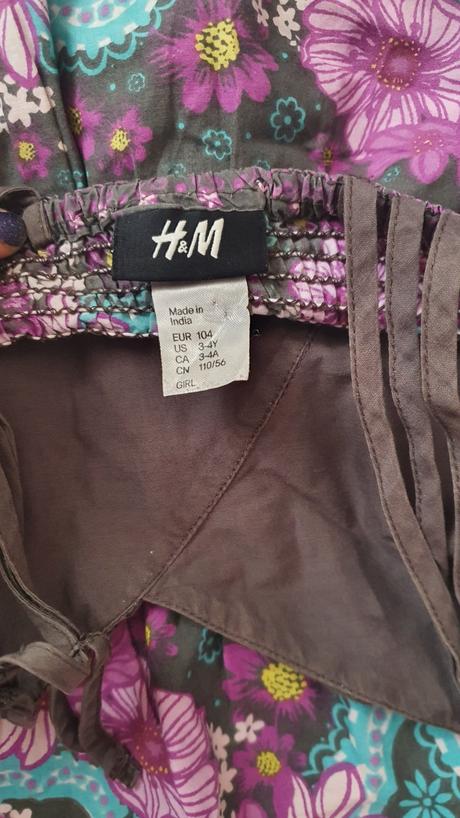 H&M
Made in
India
EUR 104
US 3-4Y
CA 3-4A
CN 110/56
GIRL